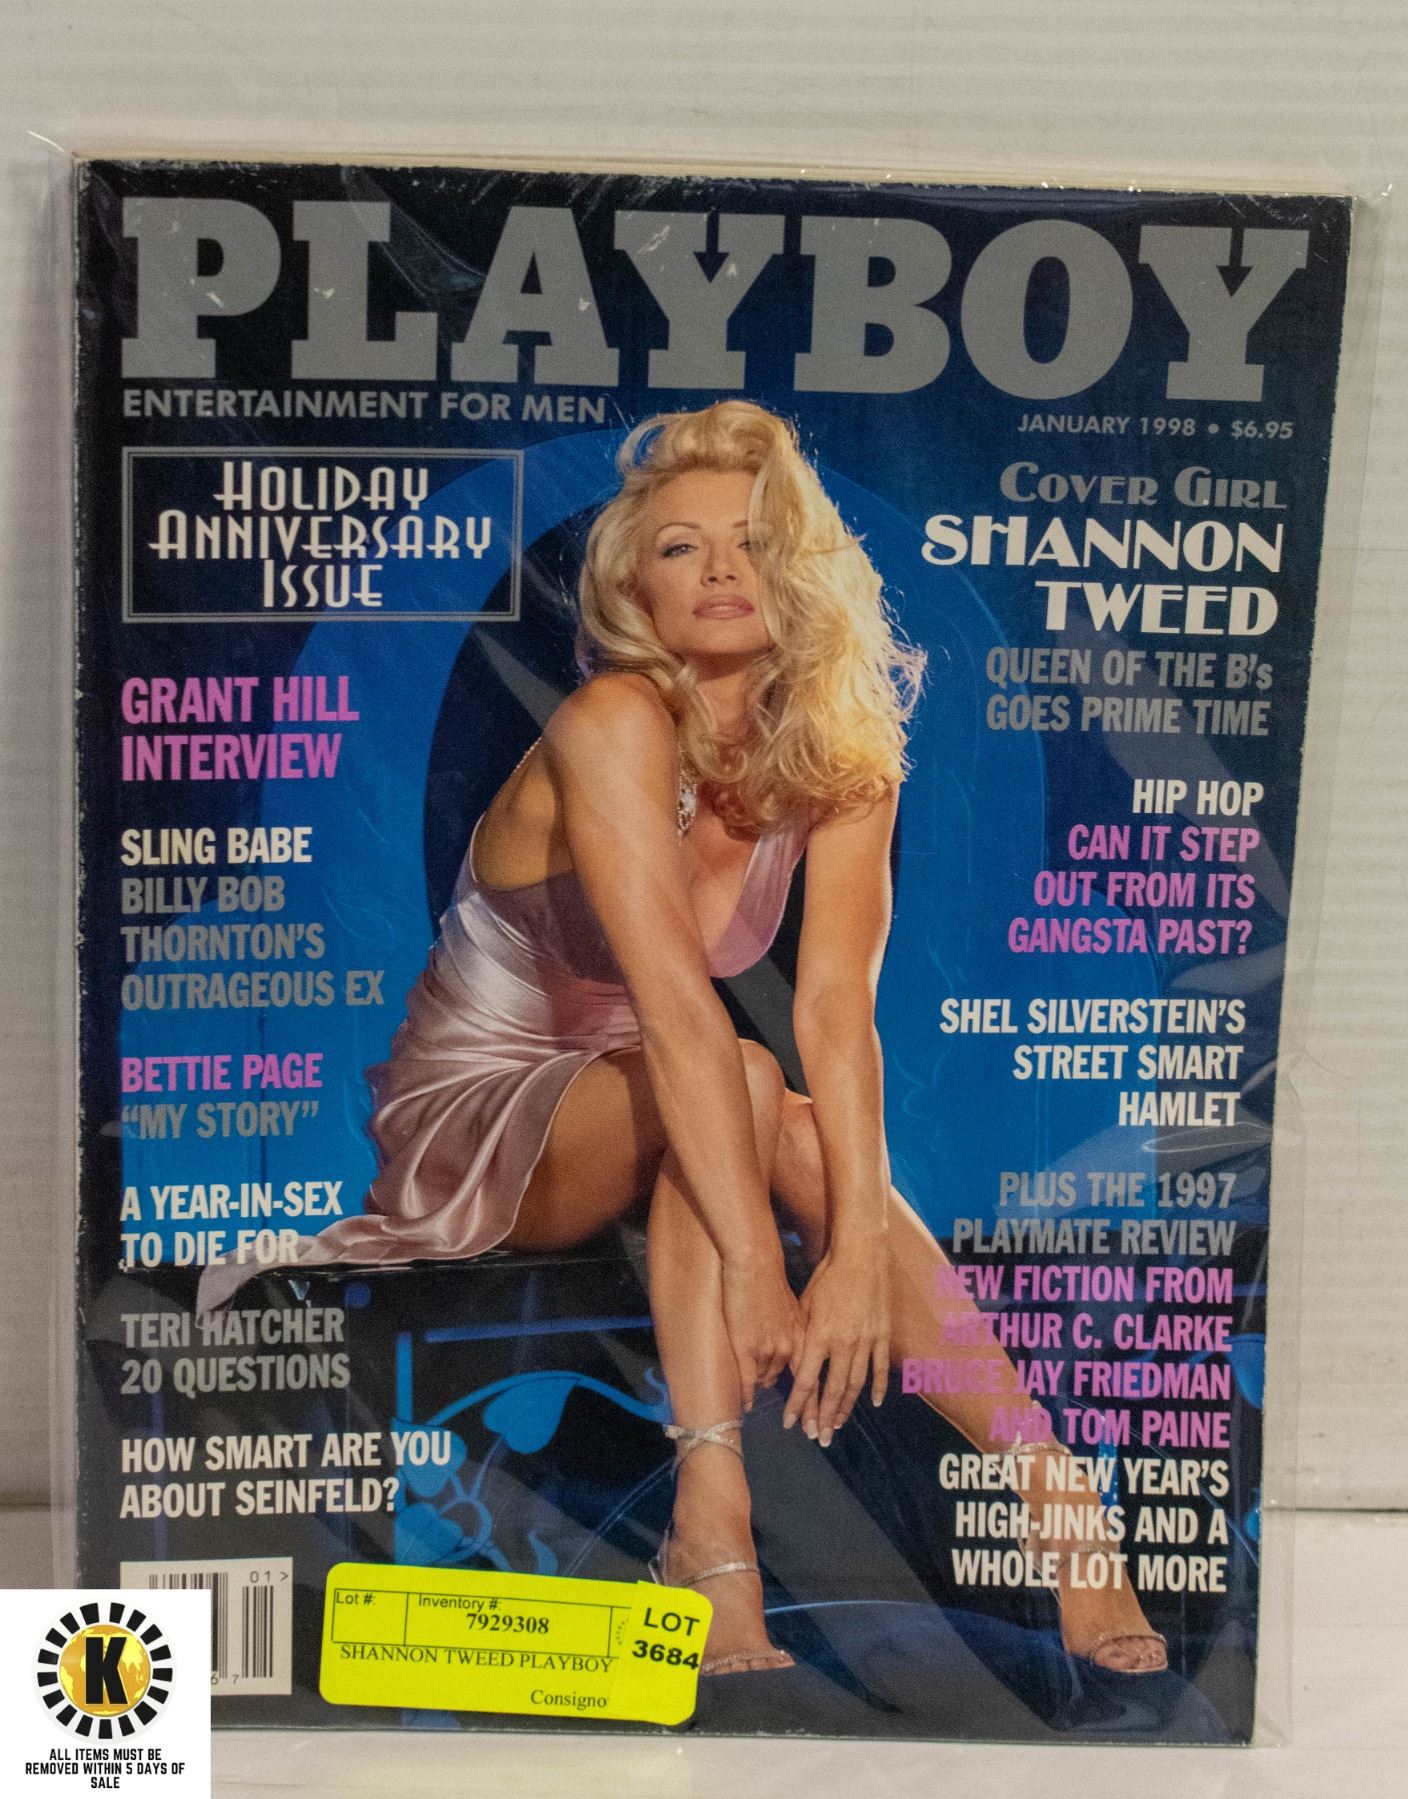 PLAYBOY
ENTERTAINMENT FOR MEN
JANUARY 1998 • $6.95
HOLIDAY
ANNIVERSARY
ISSUE
GRANT HILL
INTERVIEW
SLING BABE
BILLY BOB
THORNTON'S
OUTRAGEOUS EX
BETTIE PAGE
"MY STORY"
A YEAR-IN-SEX
TO DIE FOR
TERI HATCHER
20 QUESTIONS
HOW SMART ARE YOU
ABOUT SEINFELD?
COVER GIRL
SHANNON
TWEED
QUEEN OF THE B's
GOES PRIME TIME
HIP HOP
CAN IT STEP
OUT FROM ITS
GANGSTA PAST?
SHEL SILVERSTEIN'S
STREET SMART
HAMLET
PLUS THE 1997
PLAYMATE REVIEW
NEW FICTION FROM
ARTHUR C. CLARKE
BRUCE JAY FRIEDMAN
AND TOM PAINE
GREAT NEW YEAR'S
HIGH-JINKS AND A
WHOLE LOT MORE
01>
6 7
Lot #:
Inventory #:
7929308
SHANNON TWEED PLAYBOY
Consigno
LOT
3684
K
ALL ITEMS MUST BE
REMOVED WITHIN 5 DAYS OF
SALE